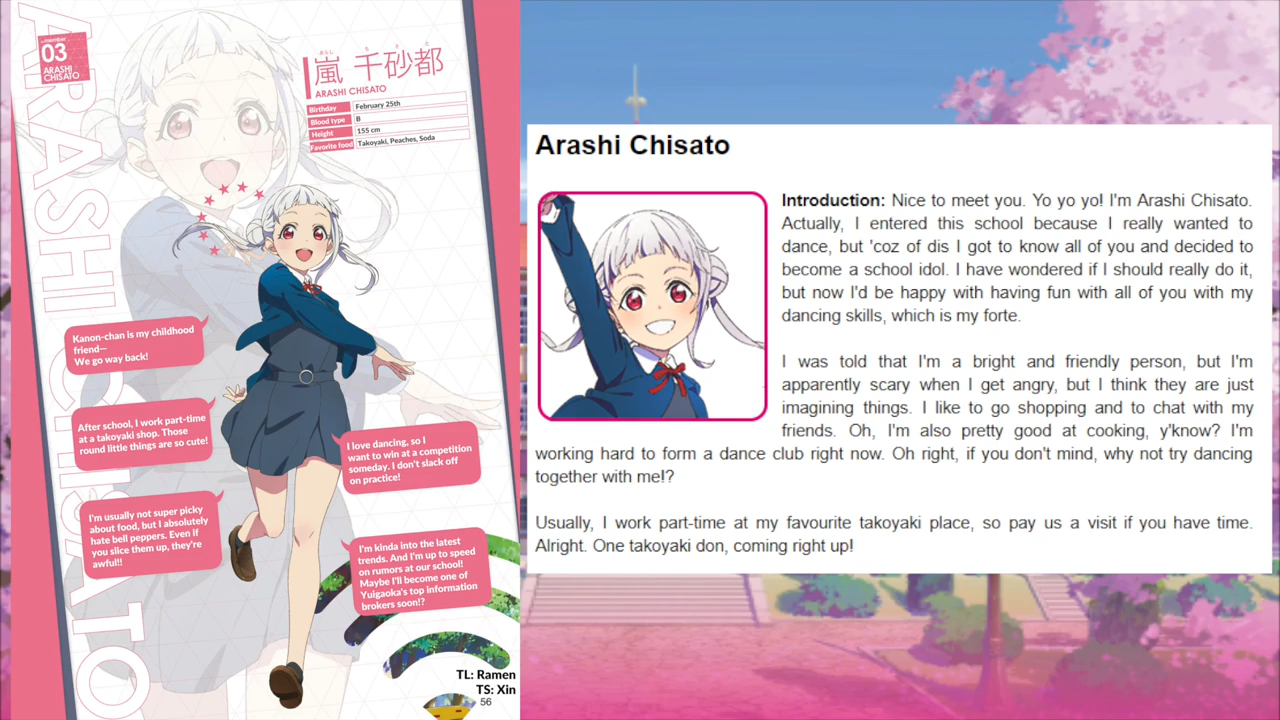 member
03
ARASHI
CHISATO
ARASHI CHISATO
あらし ち さ と
嵐 千砂都
ARASHI CHISATO
Birthday February 25th
Blood type B
Height 155 cm
Favorite food Takoyaki, Peaches, Soda
Kanon-chan is my childhood
friend—
We go way back!
After school, I work part-time
at a takoyaki shop. Those
round little things are so cute!
I love dancing, so I
want to win at a competition
someday. I don't slack off
on practice!
I'm usually not super picky
about food, but I absolutely
hate bell peppers. Even if
you slice them up, they're
awful!!
I'm kinda into the latest
trends. And I'm up to speed
on rumors at our school!
Maybe I'll become one of
Yuigaoka's top information
brokers soon!?
TL: Ramen
TS: Xin
56
Arashi Chisato
Introduction: Nice to meet you. Yo yo yo! I'm Arashi Chisato.
Actually, I entered this school because I really wanted to
dance, but 'coz of dis I got to know all of you and decided to
become a school idol. I have wondered if I should really do it,
but now I'd be happy with having fun with all of you with my
dancing skills, which is my forte.
I was told that I'm a bright and friendly person, but I'm
apparently scary when I get angry, but I think they are just
imagining things. I like to go shopping and to chat with my
friends. Oh, I'm also pretty good at cooking, y'know? I'm
working hard to form a dance club right now. Oh right, if you don't mind, why not try dancing
together with me!?
Usually, I work part-time at my favourite takoyaki place, so pay us a visit if you have time.
Alright. One takoyaki don, coming right up!